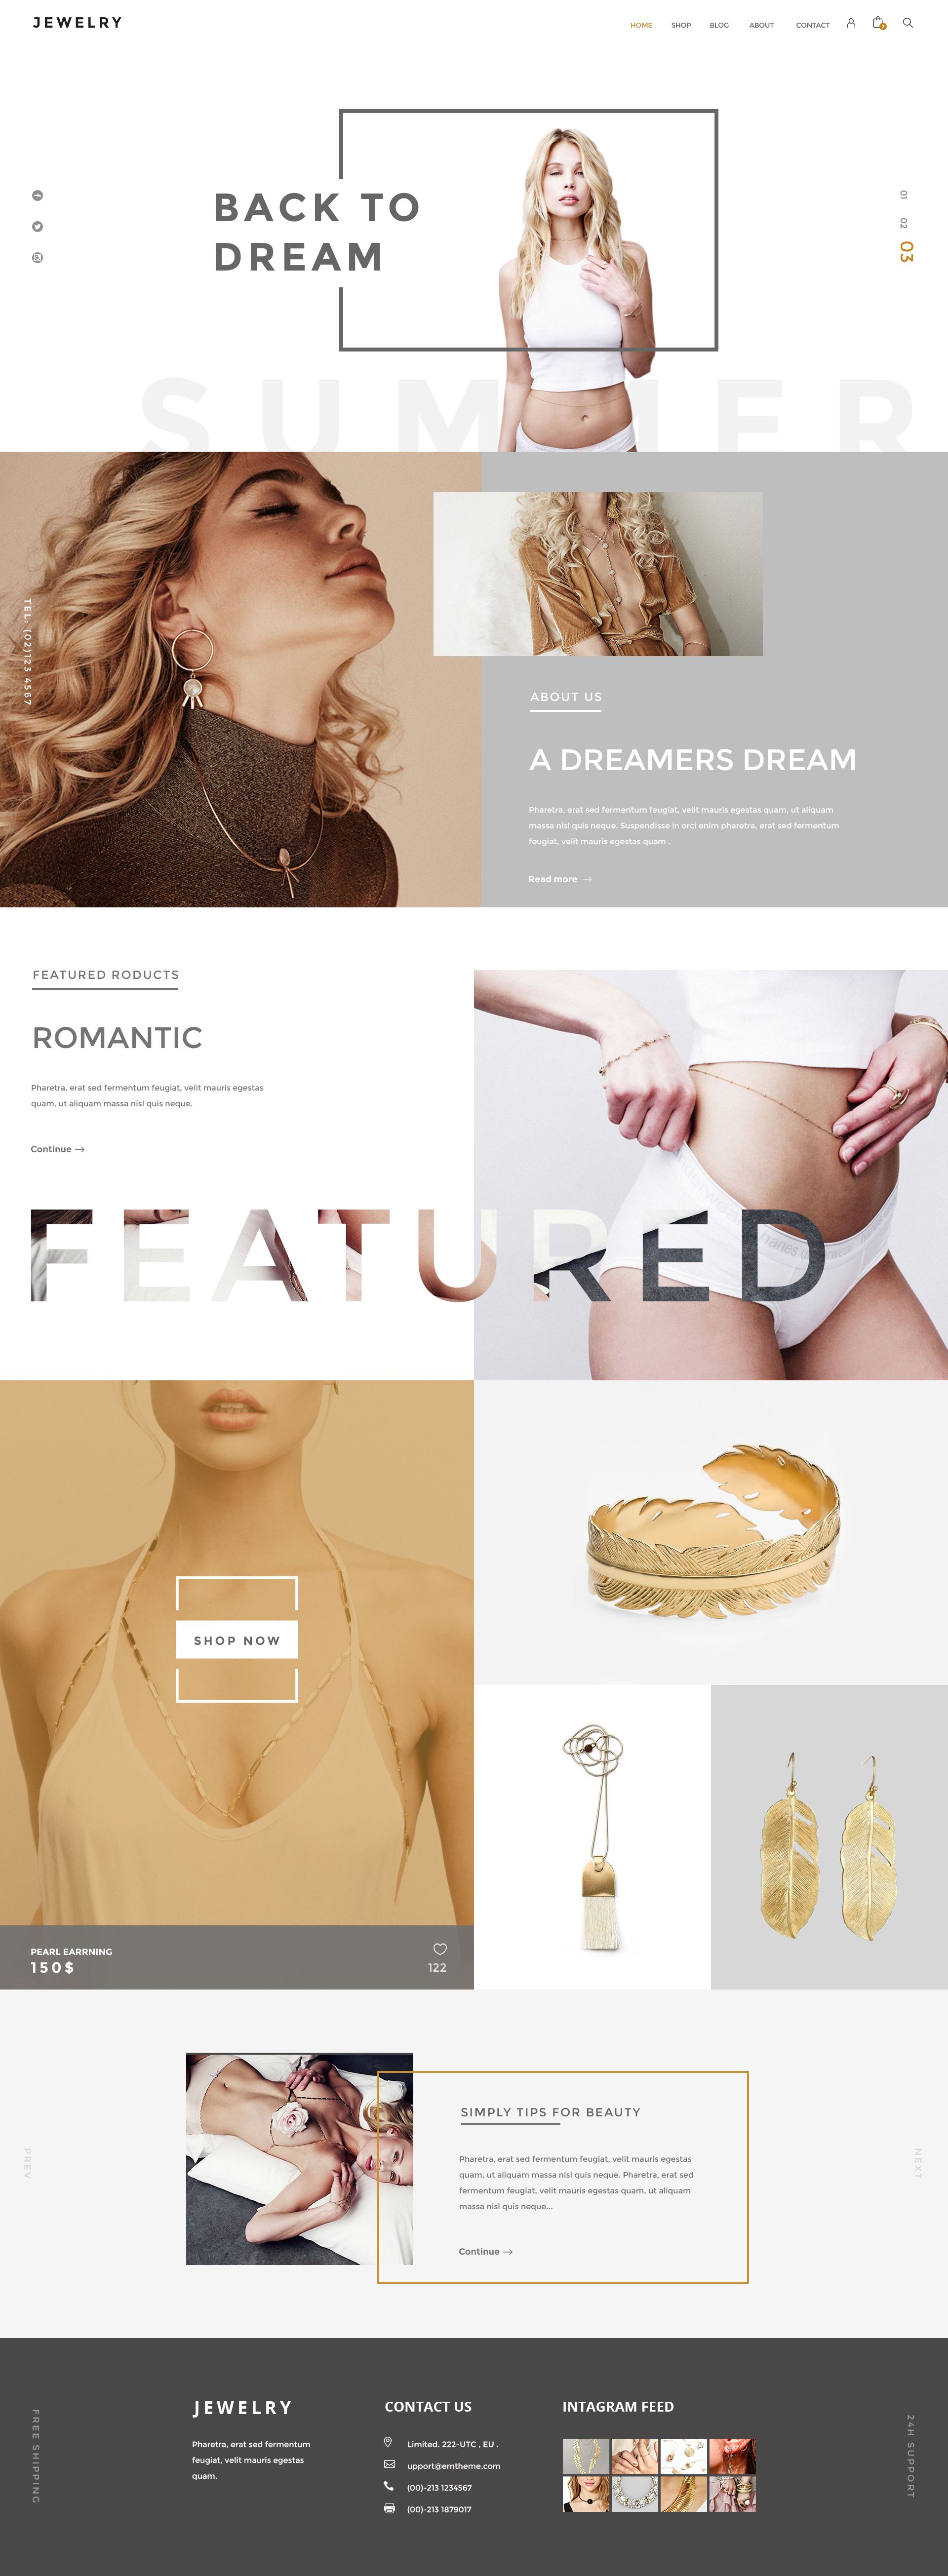 JEWELRY
HOME SHOP BLOG ABOUT CONTACT
2
BACK TO
DREAM
01
02
03
SUMMER
TEL: (02)123 4567
ABOUT US
A DREAMERS DREAM
Pharetra, erat sed fermentum feugiat, velit mauris egestas quam, ut aliquam
massa nisl quis neque. Suspendisse in orci enim pharetra, erat sed fermentum
feugiat, velit mauris egestas quam .
Read more
FEATURED RODUCTS
ROMANTIC
Pharetra, erat sed fermentum feugiat, velit mauris egestas
quam, ut aliquam massa nisl quis neque.
Continue
FEATURED
SHOP NOW
PEARL EARRNING
150$
122
PREV
SIMPLY TIPS FOR BEAUTY
Pharetra, erat sed fermentum feugiat, velit mauris egestas
quam, ut aliquam massa nisl quis neque. Pharetra, erat sed
fermentum feugiat, velit mauris egestas quam, ut aliquam
massa nisl quis neque...
Continue
NEXT
FREE SHIPPING
JEWELRY
Pharetra, erat sed fermentum
feugiat, velit mauris egestas
quam.
CONTACT US
Limited. 222-UTC , EU .
upport@emtheme.com
(00)-213 1234567
(00)-213 1879017
INTAGRAM FEED
24H SUPPORT